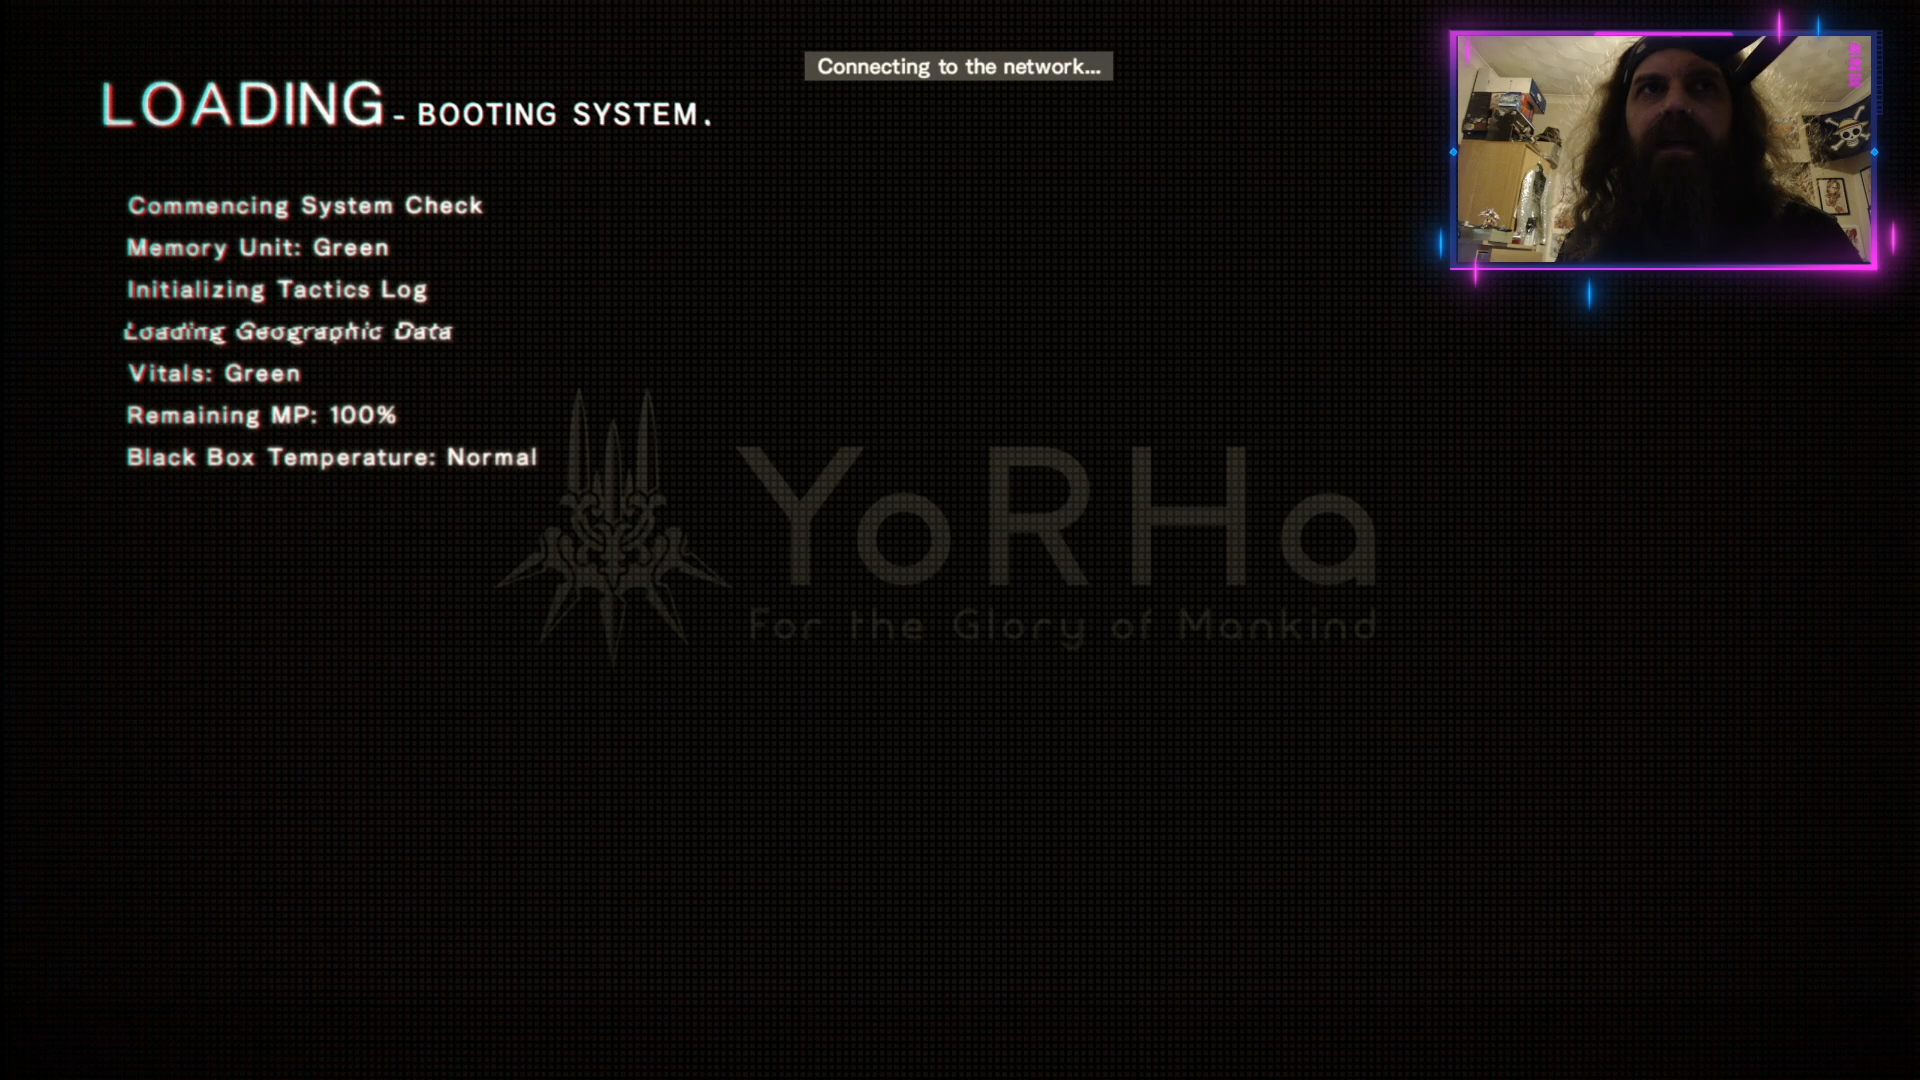 Connecting to the network...
LOADING - BOOTING SYSTEM.
Commencing System Check
Memory Unit: Green
Initializing Tactics Log
Loading Geographic Data
Vitals: Green
Remaining MP: 100%
Black Box Temperature: Normal
YoRHa
For the Glory of Mankind